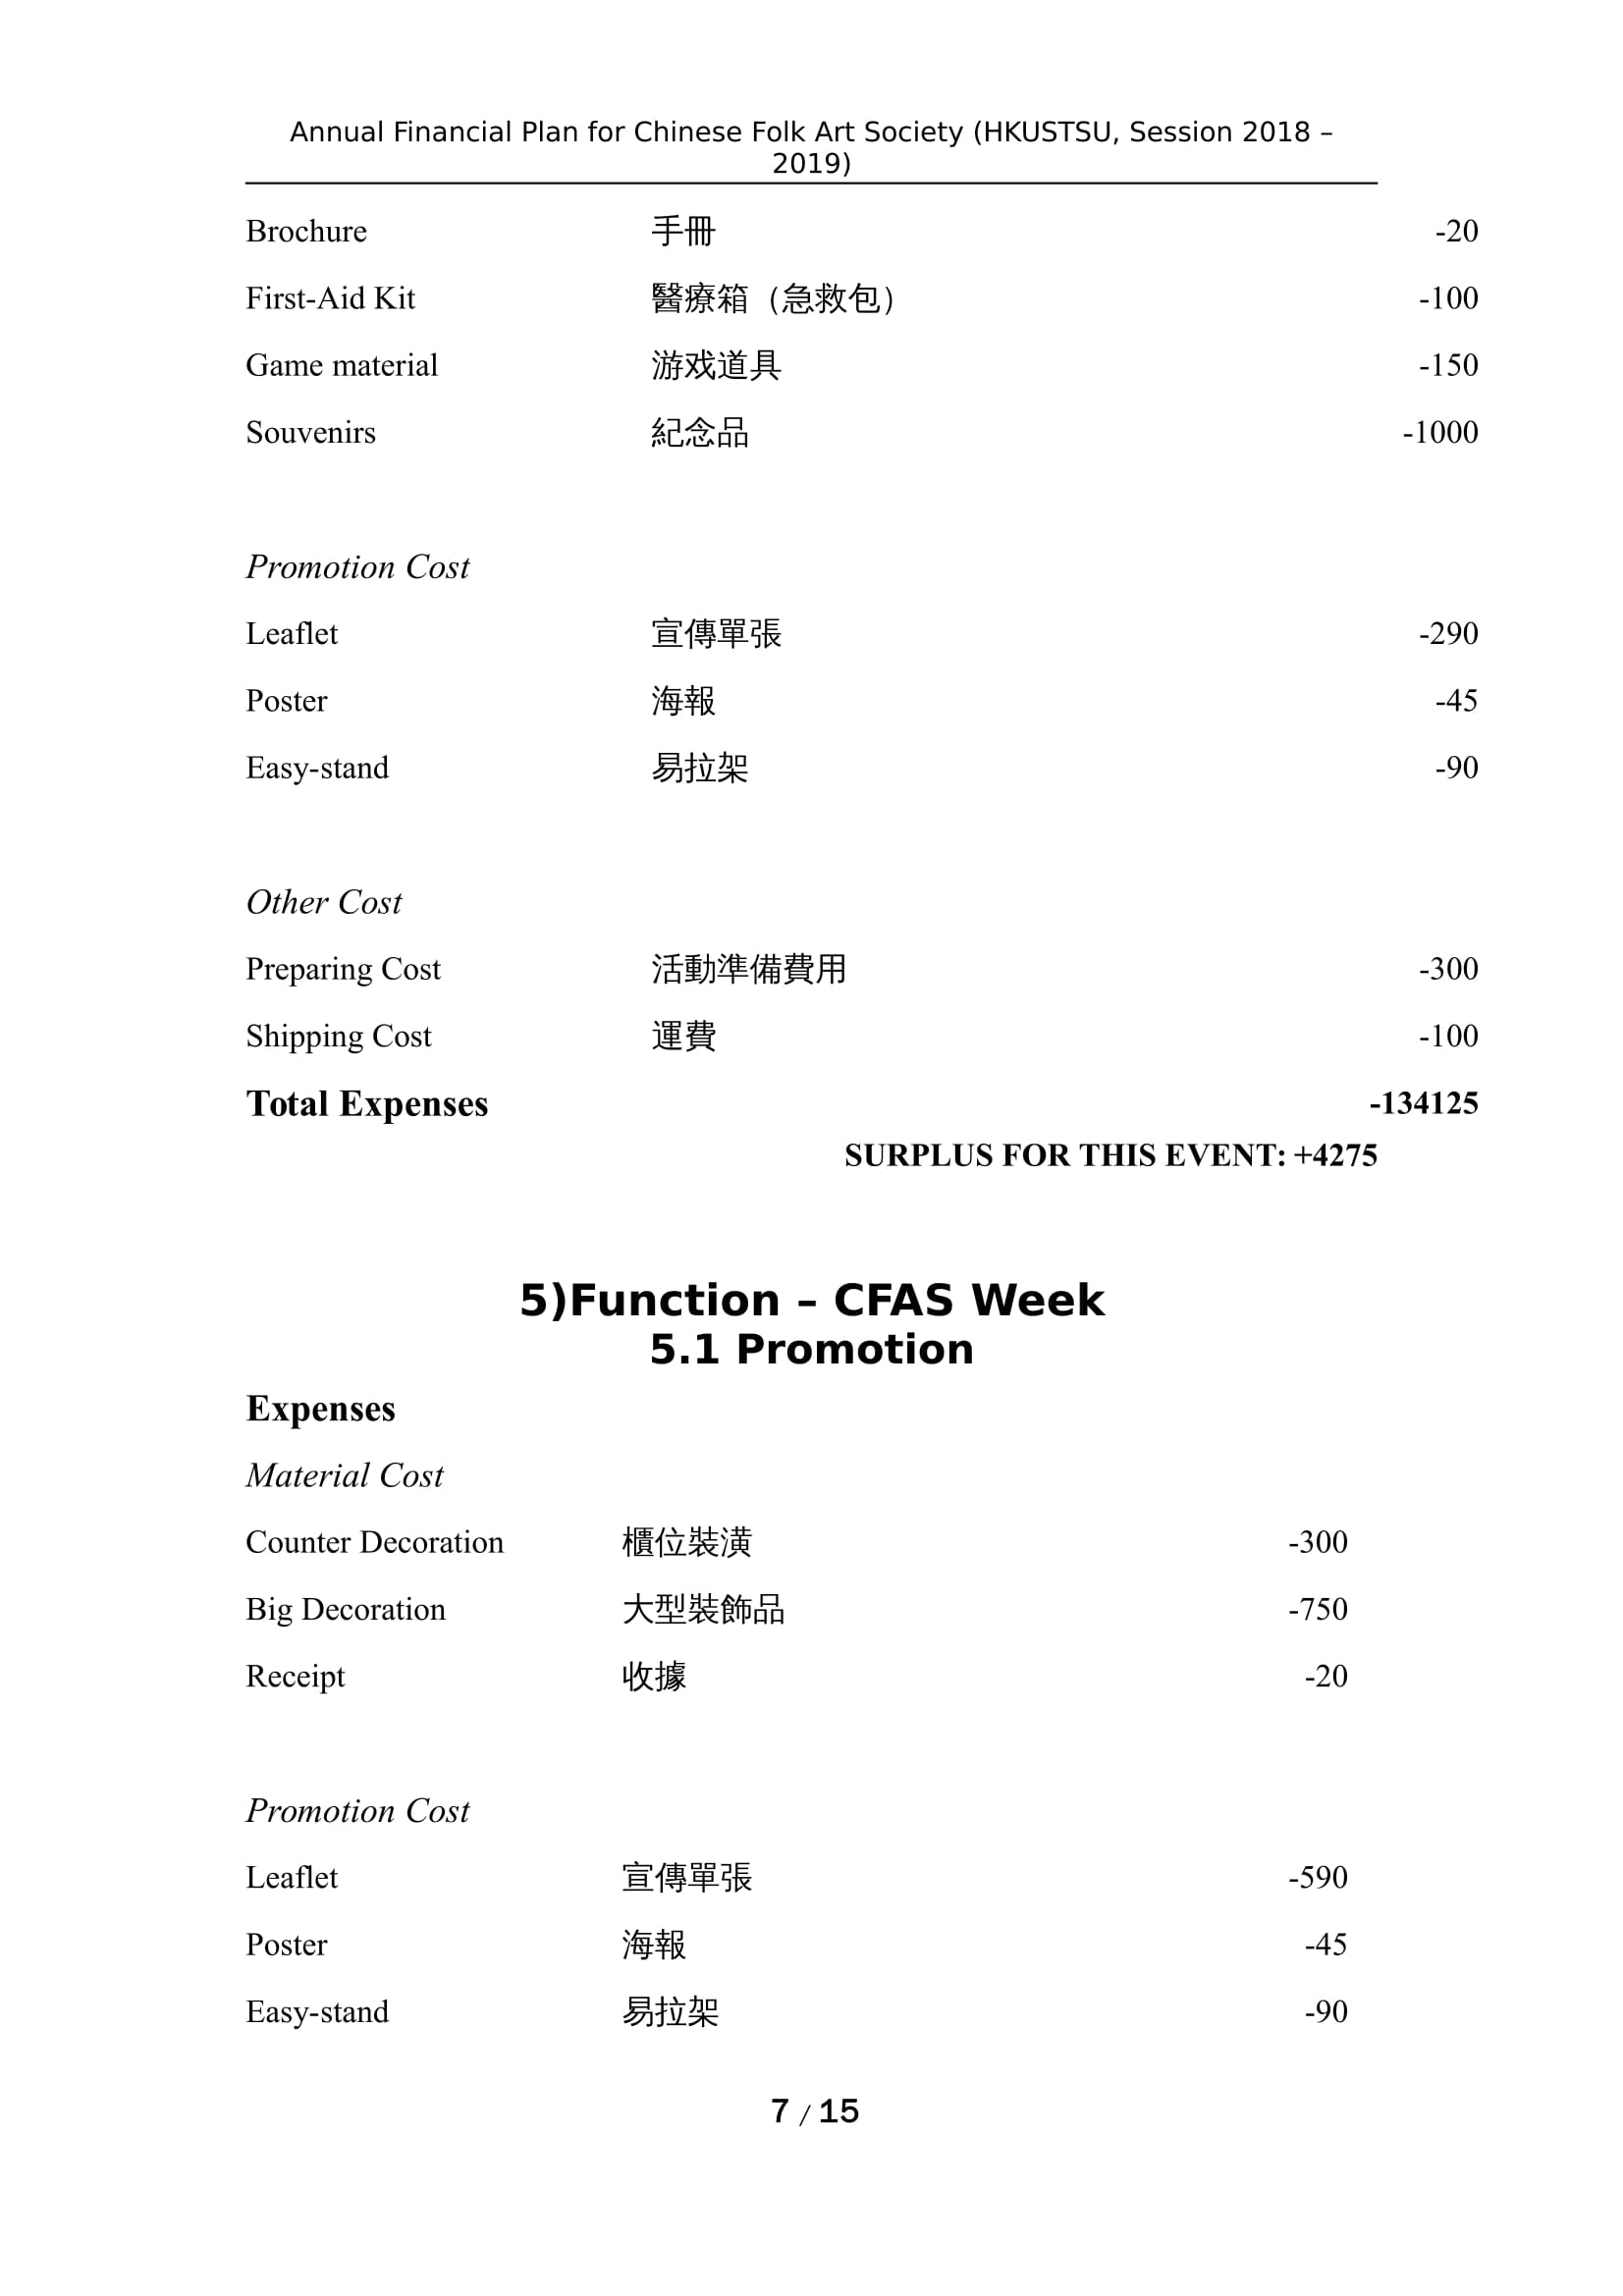 Annual Financial Plan for Chinese Folk Art Society (HKUSTSU, Session 2018 –
2019)
Brochure 手冊 -20
First-Aid Kit 醫療箱（急救包） -100
Game material 游戏道具 -150
Souvenirs 紀念品 -1000
Promotion Cost
Leaflet 宣傳單張 -290
Poster 海報 -45
Easy-stand 易拉架 -90
Other Cost
Preparing Cost 活動準備費用 -300
Shipping Cost 運費 -100
Total Expenses -134125
SURPLUS FOR THIS EVENT: +4275
5)Function – CFAS Week
5.1 Promotion
Expenses
Material Cost
Counter Decoration 櫃位裝潢 -300
Big Decoration 大型裝飾品 -750
Receipt 收據 -20
Promotion Cost
Leaflet 宣傳單張 -590
Poster 海報 -45
Easy-stand 易拉架 -90
7 / 15